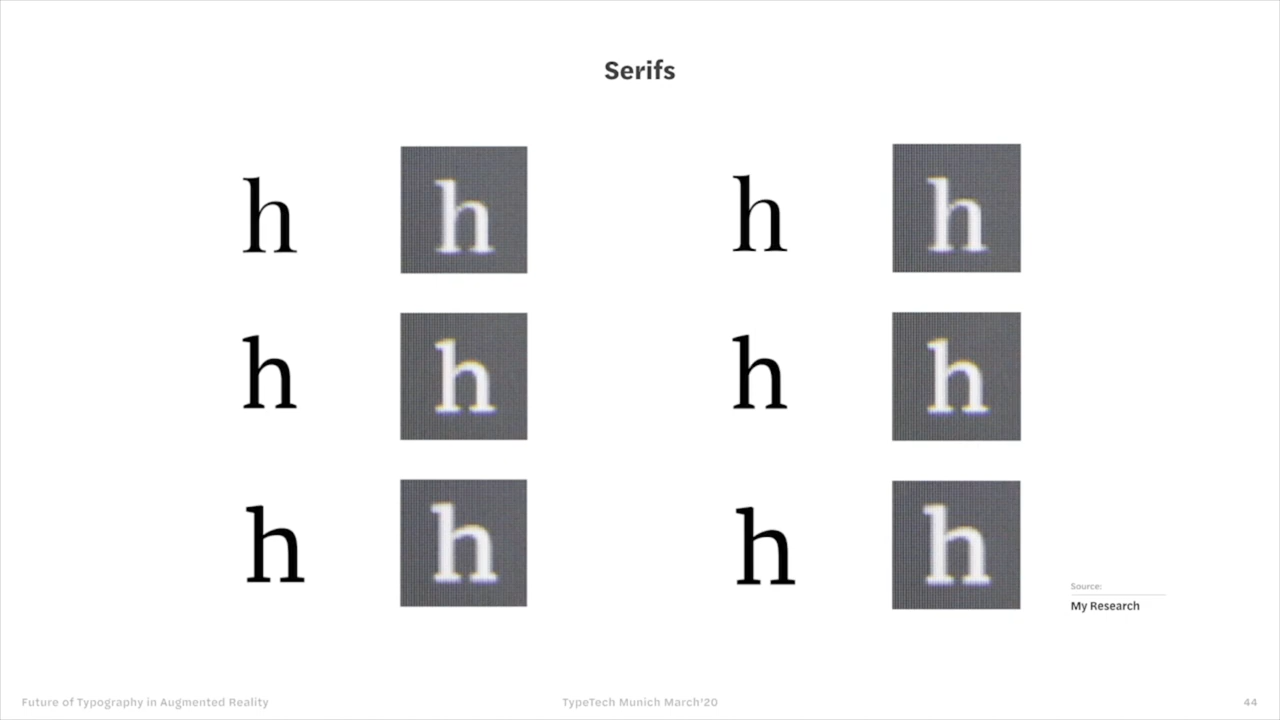 Serifs
h h h h
h h h h
h h h h
Source:
My Research
Future of Typography in Augmented Reality TypeTech Munich March'20 44